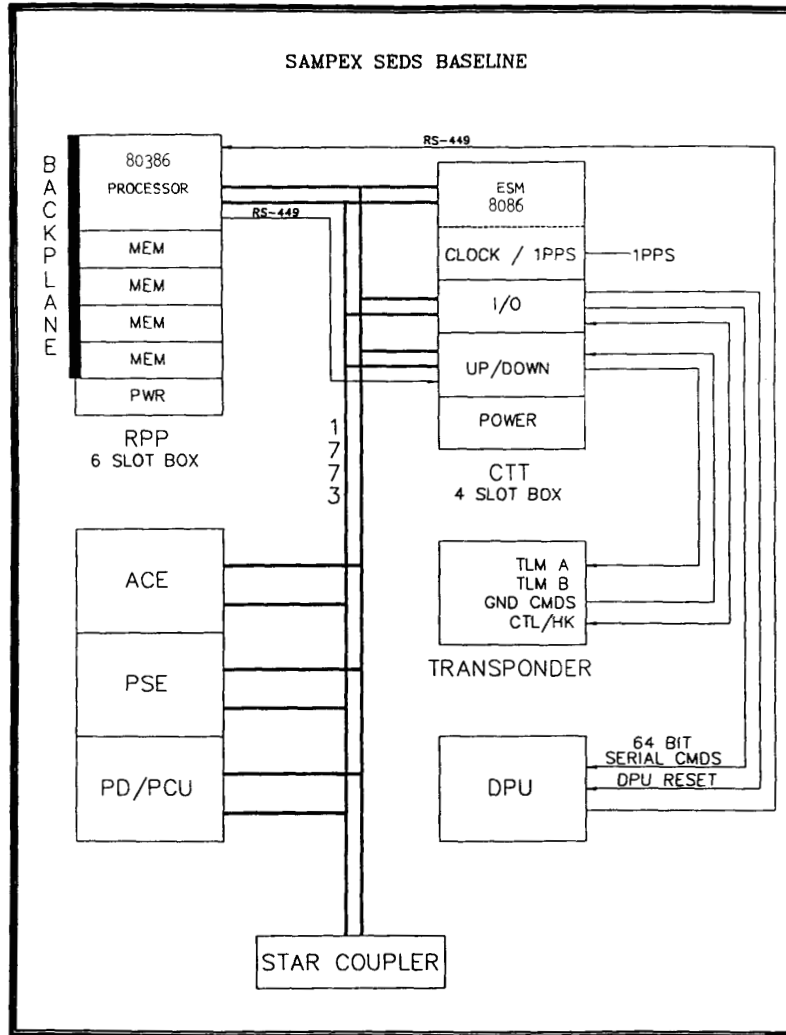 SAMPEX SEDS BASELINE
BACKPLANE
80386
PROCESSOR
MEM
MEM
MEM
MEM
PWR
RPP
6 SLOT BOX
RS-449
RS-449
ESM
8086
CLOCK / 1PPS
1PPS
I/O
UP/DOWN
POWER
CTT
4 SLOT BOX
1773
ACE
PSE
PD/PCU
TLM A
TLM B
GND CMDS
CTL/HK
TRANSPONDER
DPU
64 BIT
SERIAL CMDS
DPU RESET
STAR COUPLER